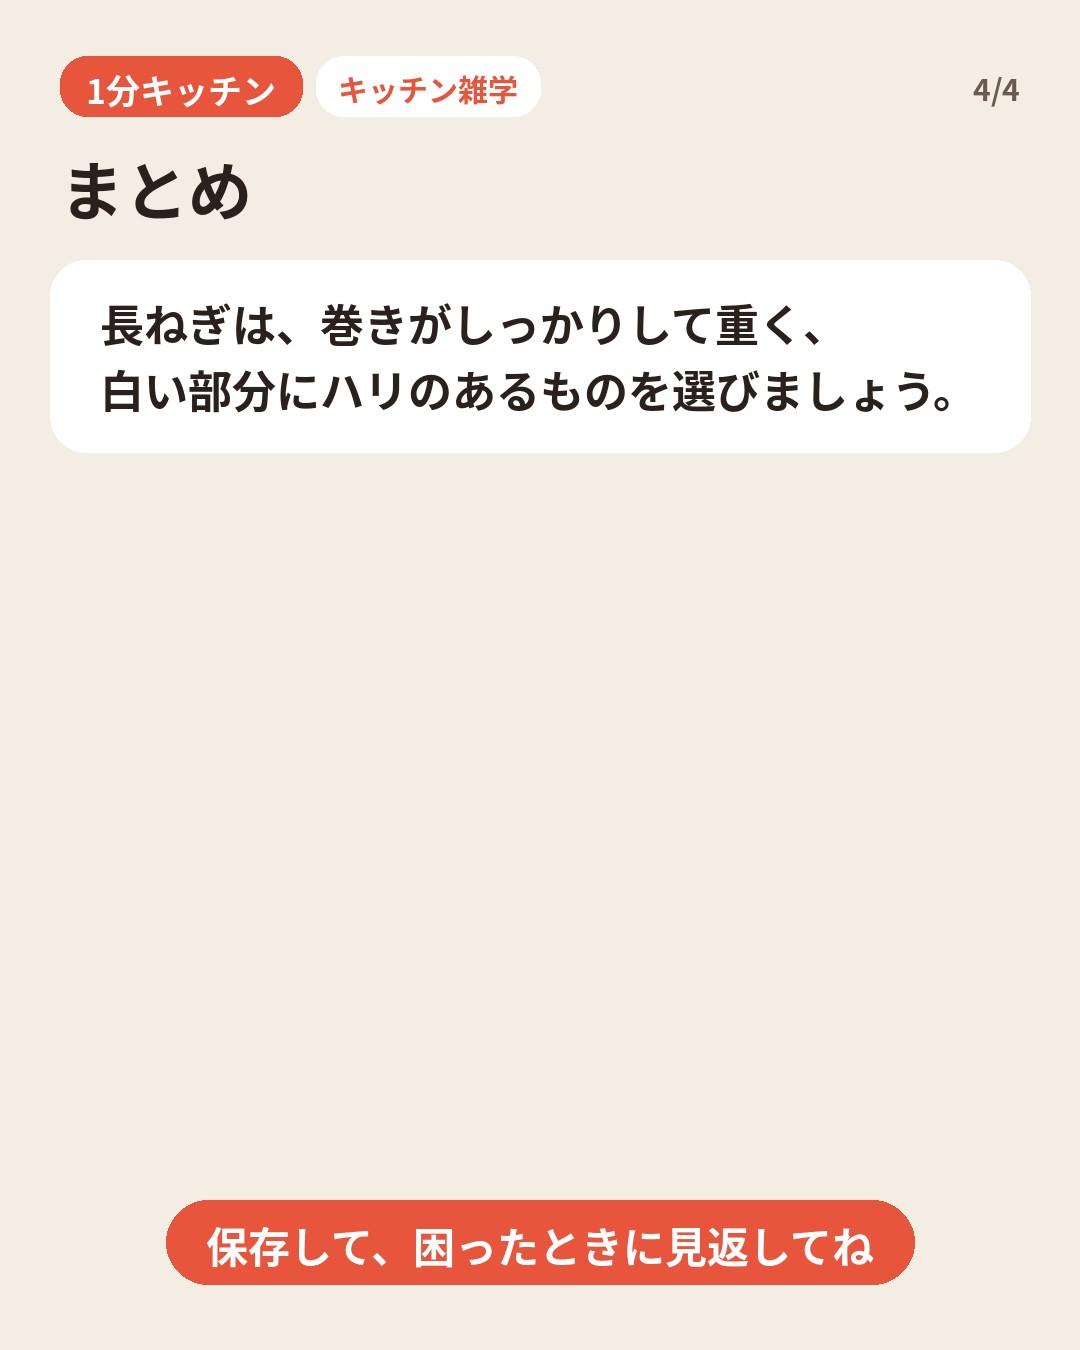 1分キッチン キッチン雑学 4/4
まとめ
長ねぎは、巻きがしっかりして重く、
白い部分にハリのあるものを選びましょう。
保存して、困ったときに見返してね